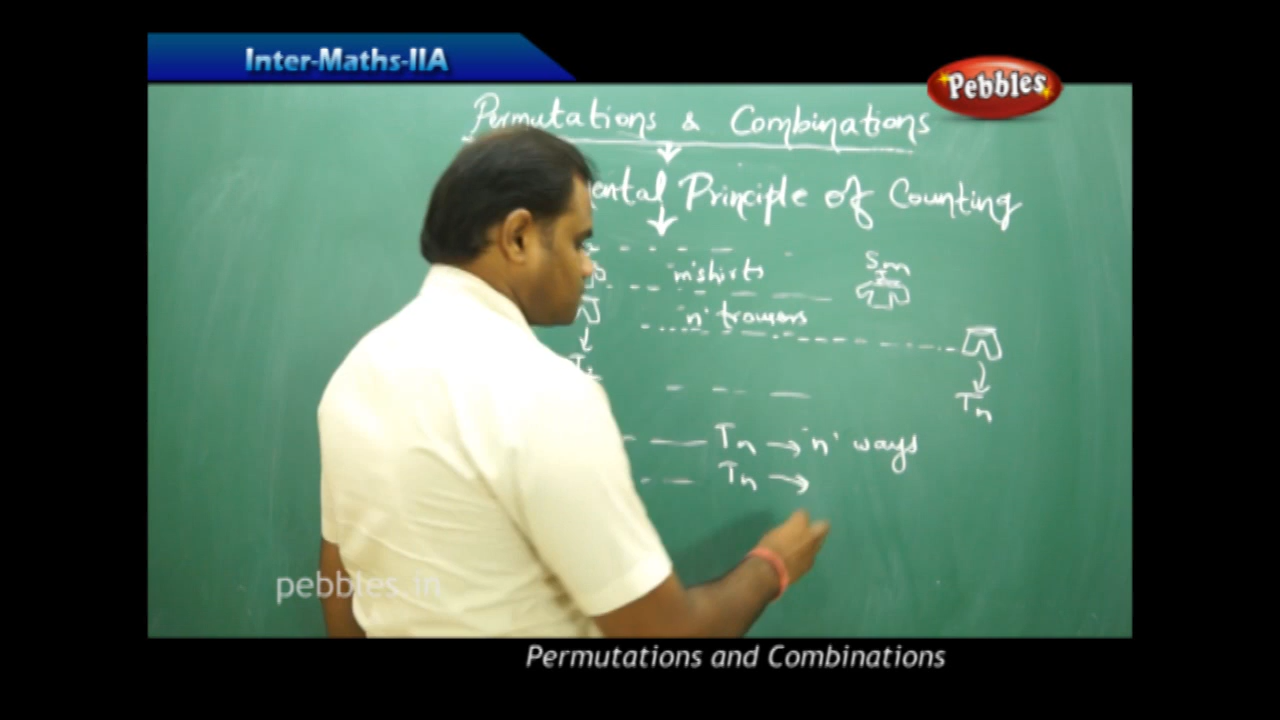 Inter-Maths-IIA
Pebbles
Permutations & Combinations
ental Principle of Counting
'm' shirts
Sm
'n' trousers
Tn
Tn → 'n' ways
Tn →
pebbles.in
Permutations and Combinations